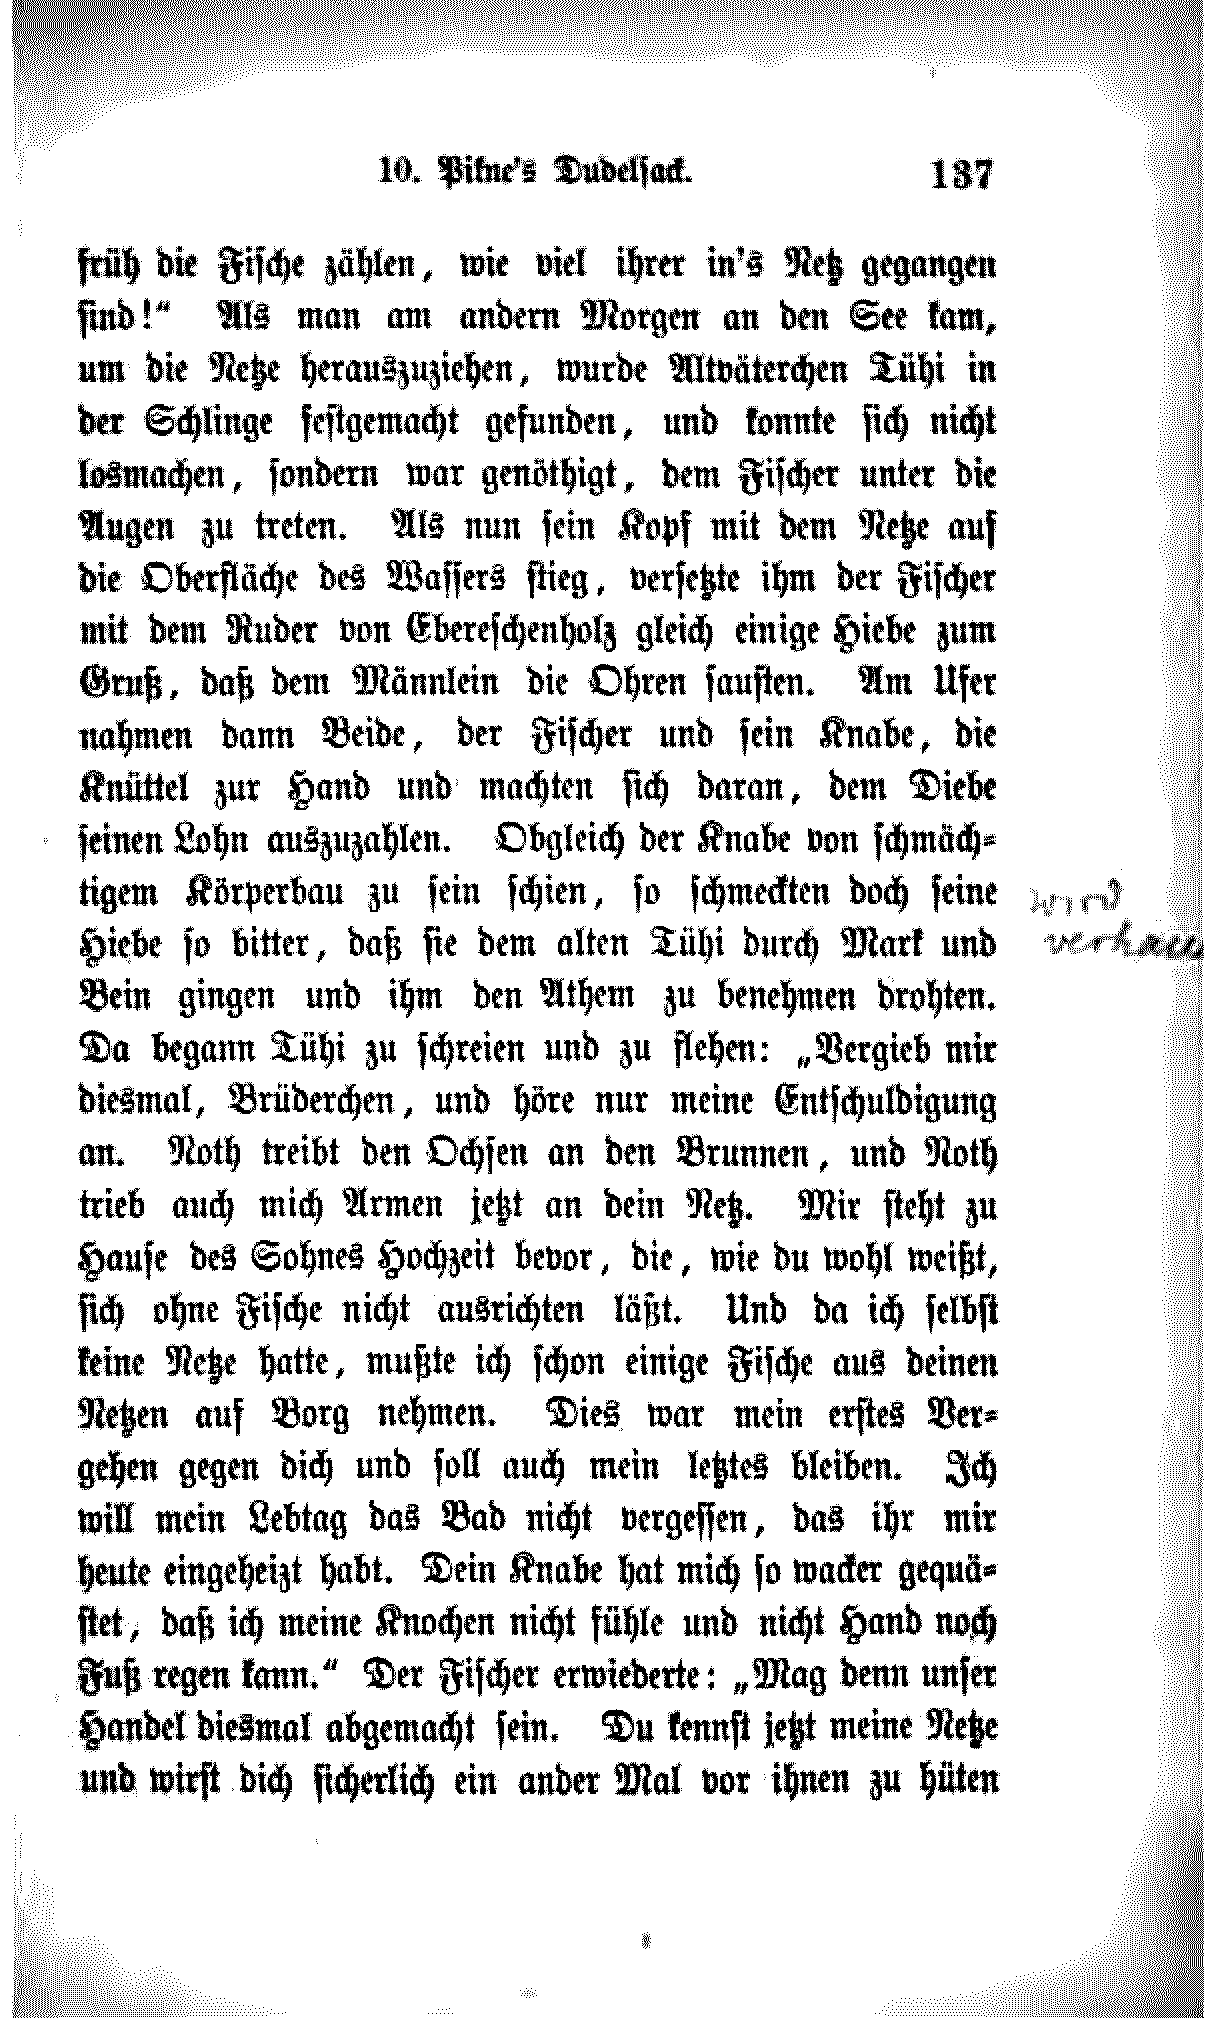 10. Pikne's Dudelsack. 137
früh die Fische zählen, wie viel ihrer in's Netz gegangen
sind!“ Als man am andern Morgen an den See kam,
um die Netze herauszuziehen, wurde Altväterchen Tühi in
der Schlinge festgemacht gefunden, und konnte sich nicht
losmachen, sondern war genöthigt, dem Fischer unter die
Augen zu treten. Als nun sein Kopf mit dem Netze auf
die Oberfläche des Wassers stieg, versetzte ihm der Fischer
mit dem Ruder von Ebereschenholz gleich einige Hiebe zum
Gruß, daß dem Männlein die Ohren sausten. Am Ufer
nahmen dann Beide, der Fischer und sein Knabe, die
Knüttel zur Hand und machten sich daran, dem Diebe
seinen Lohn auszuzahlen. Obgleich der Knabe von schmäch-
tigem Körperbau zu sein schien, so schmeckten doch seine
Hiebe so bitter, daß sie dem alten Tühi durch Mark und
Bein gingen und ihm den Athem zu benehmen drohten.
Da begann Tühi zu schreien und zu flehen: „Vergieb mir
diesmal, Brüderchen, und höre nur meine Entschuldigung
an. Noth treibt den Ochsen an den Brunnen, und Noth
trieb auch mich Armen jetzt an dein Netz. Mir steht zu
Hause des Sohnes Hochzeit bevor, die, wie du wohl weißt,
sich ohne Fische nicht ausrichten läßt. Und da ich selbst
keine Netze hatte, mußte ich schon einige Fische aus deinen
Netzen auf Borg nehmen. Dies war mein erstes Ver-
gehen gegen dich und soll auch mein letztes bleiben. Ich
will mein Lebtag das Bad nicht vergessen, das ihr mir
heute eingeheizt habt. Dein Knabe hat mich so wacker gequä-
stet, daß ich meine Knochen nicht fühle und nicht Hand noch
Fuß regen kann.“ Der Fischer erwiederte: „Mag denn unser
Handel diesmal abgemacht sein. Du kennst jetzt meine Netze
und wirst dich sicherlich ein ander Mal vor ihnen zu hüten
wird